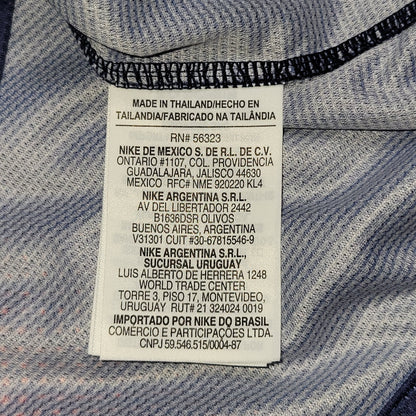 MADE IN THAILAND/HECHO EN
TAILANDIA/FABRICADO NA TAILÂNDIA
RN# 56323
NIKE DE MEXICO S. DE R.L. DE C.V.
ONTARIO #1107, COL. PROVIDENCIA
GUADALAJARA, JALISCO 44630
MEXICO RFC# NME 920220 KL4
NIKE ARGENTINA S.R.L.
AV DEL LIBERTADOR 2442
B1636DSR OLIVOS
BUENOS AIRES, ARGENTINA
V31301 CUIT #30-67815546-9
NIKE ARGENTINA S.R.L.,
SUCURSAL URUGUAY
LUIS ALBERTO DE HERRERA 1248
WORLD TRADE CENTER
TORRE 3, PISO 17, MONTEVIDEO,
URUGUAY RUT# 21 324024 0019
IMPORTADO POR NIKE DO BRASIL
COMÉRCIO E PARTICIPAÇÕES LTDA.
CNPJ 59.546.515/0004-87